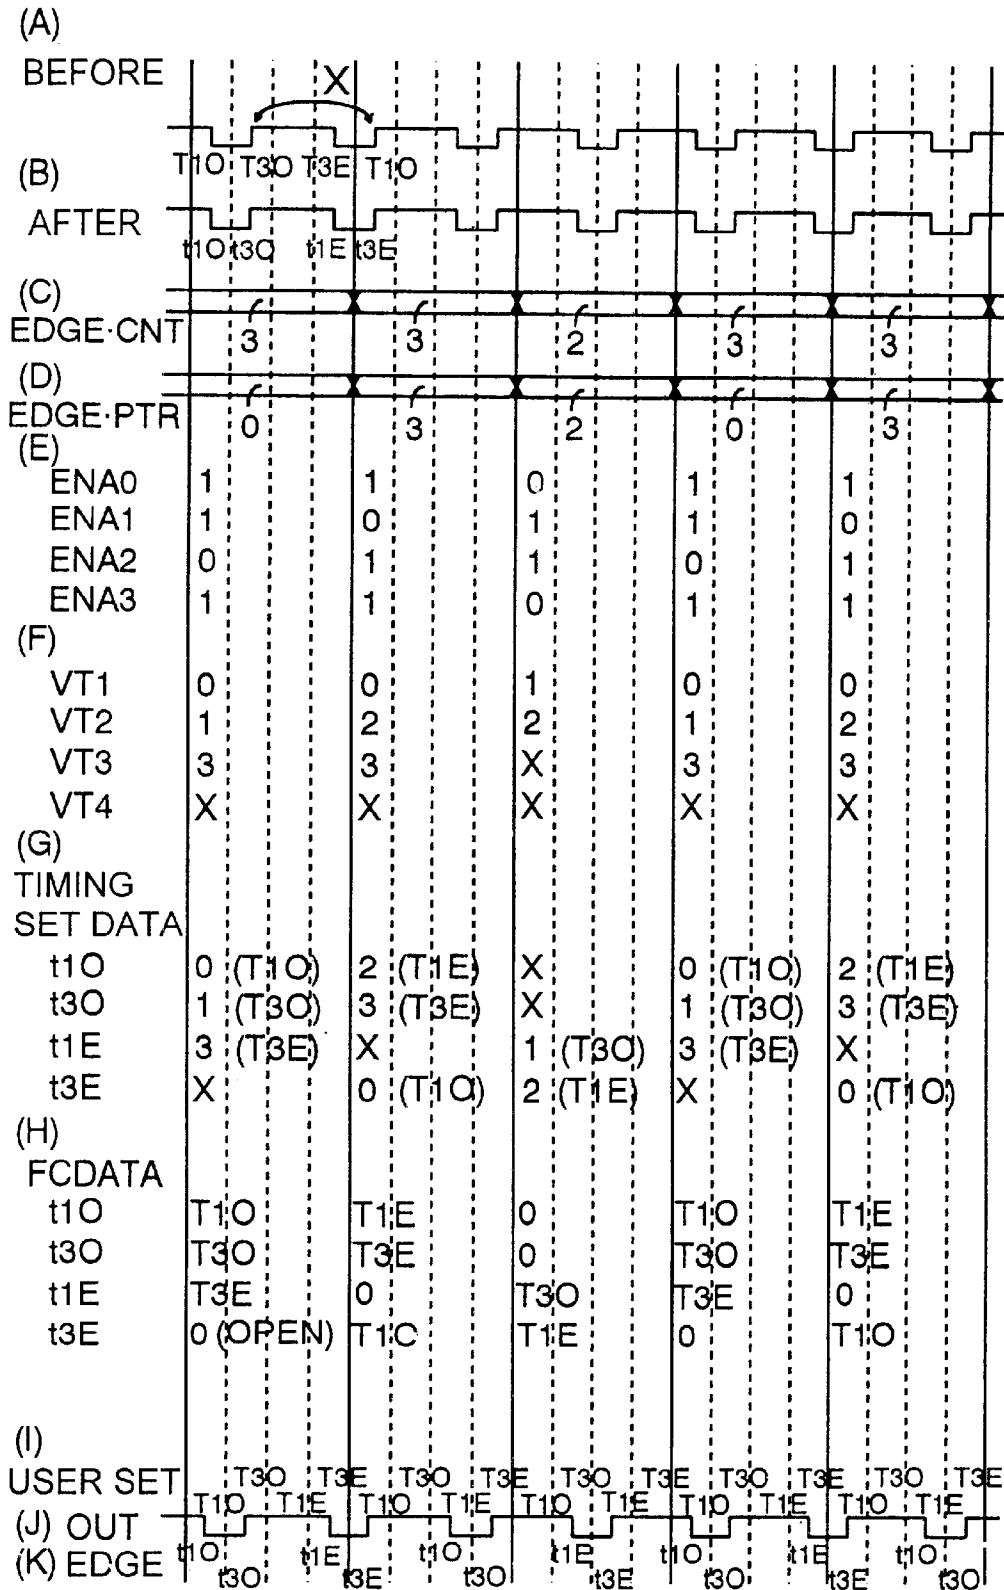 (A)
BEFORE
X
T1O T3O T3E T1O
(B)
AFTER
t1O t3O t1E t3E
(C)
EDGE·CNT
3 3 2 3 3
(D)
EDGE·PTR
0 3 2 0 3
(E)
ENA0 1 1 0 1 1
ENA1 1 0 1 1 0
ENA2 0 1 1 0 1
ENA3 1 1 0 1 1
(F)
VT1 0 0 1 0 0
VT2 1 2 2 1 2
VT3 3 3 X 3 3
VT4 X X X X X
(G)
TIMING
SET DATA
t1O 0 (T1O) 2 (T1E) X 0 (T1O) 2 (T1E)
t3O 1 (T3O) 3 (T3E) X 1 (T3O) 3 (T3E)
t1E 3 (T3E) X 1 (T3O) 3 (T3E) X
t3E X 0 (T1O) 2 (T1E) X 0 (T1O)
(H)
FCDATA
t1O T1O T1E 0 T1O T1E
t3O T3O T3E 0 T3O T3E
t1E T3E 0 T3O T3E 0
t3E 0 (OPEN) T1O T1E 0 T1O
(I)
USER SET T3O T3E T3O T3E T3O T3E T3O T3E T3O T3E
T1O T1E T1O T1E T1O T1E T1O T1E T1O T1E
(J) OUT
(K) EDGE t1O t1E t1O t1E t1O t1E t1O
t3O t3E t3O t3E t3O t3E t3O